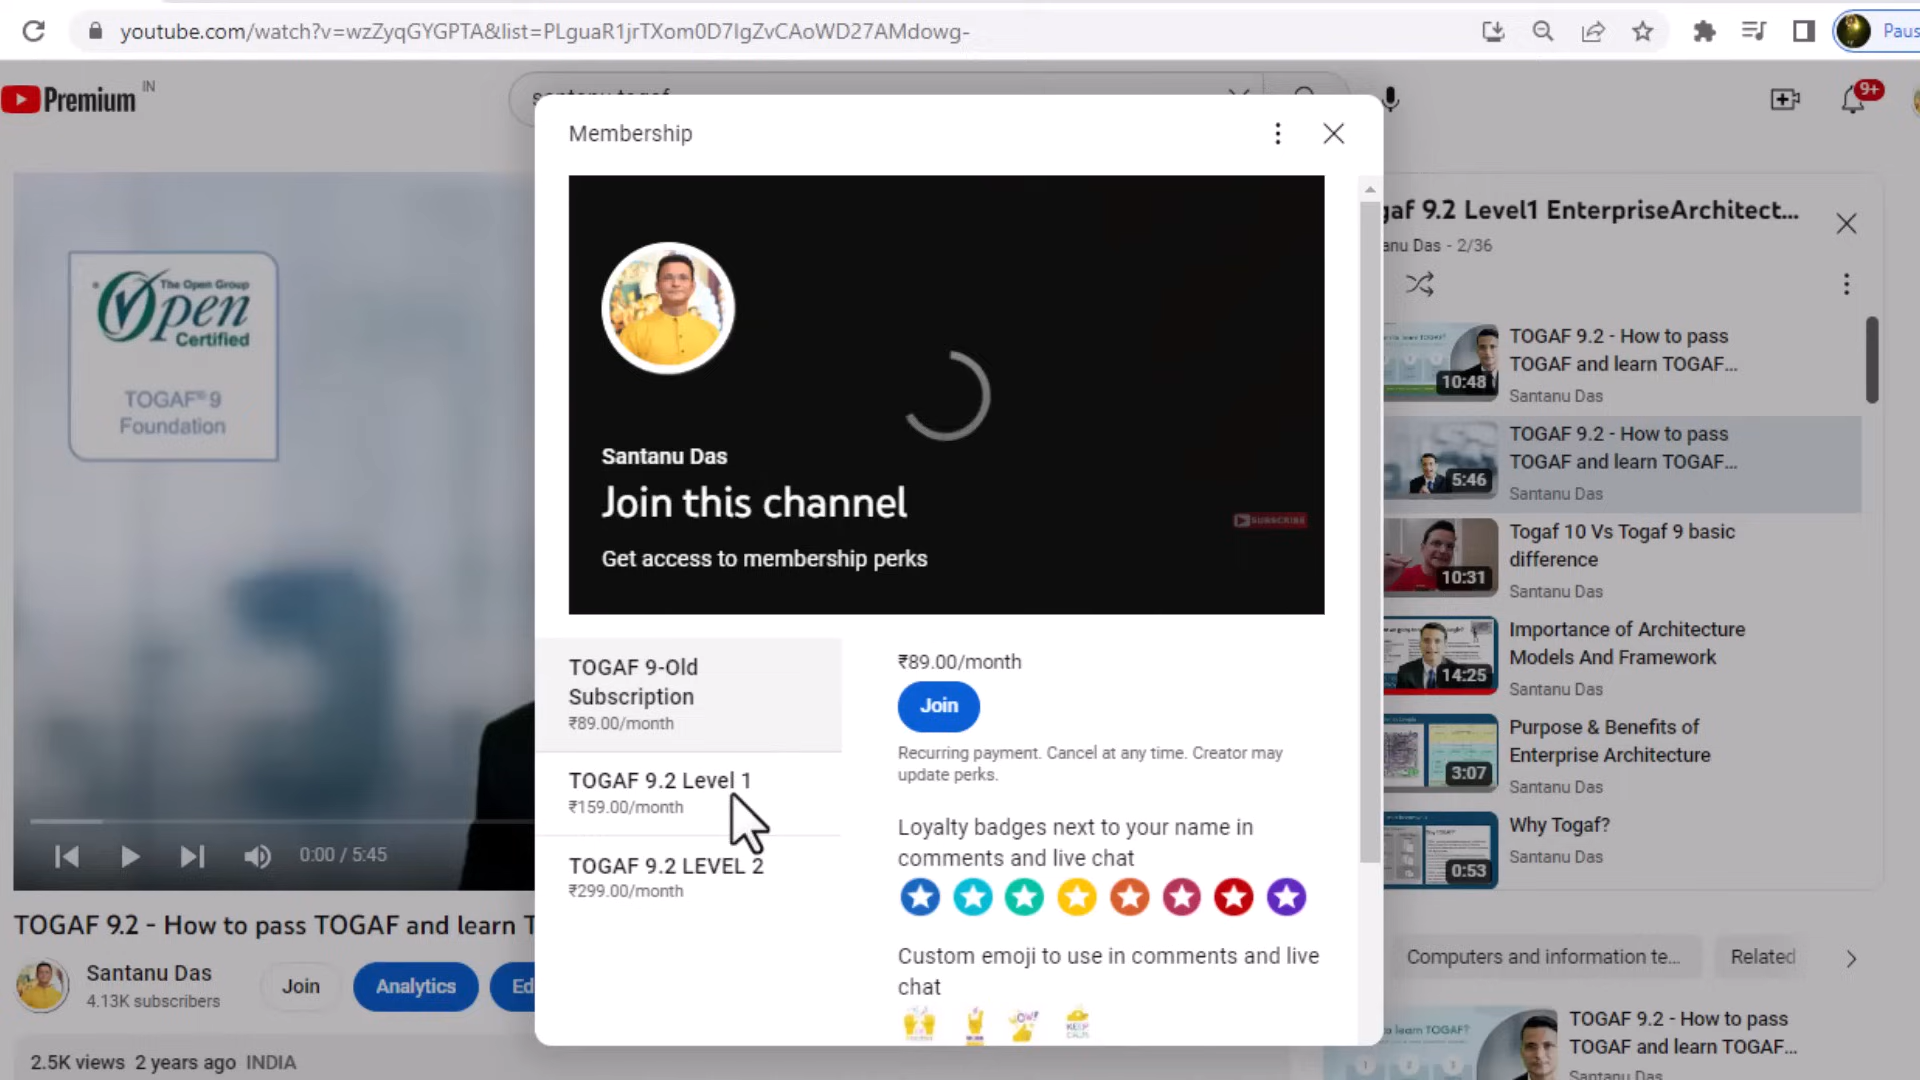 youtube.com/watch?v=wzZyqGYGPTA&list=PLguaR1jrTXom0D7IgZvCAoWD27AMdowg-
Paus
Premium
IN
9+
Membership
The Open Group
Open
Certified
TOGAF® 9
Foundation
Santanu Das
Join this channel
Get access to membership perks
SUBSCRIBE
TOGAF 9-Old
Subscription
₹89.00/month
TOGAF 9.2 Level 1
₹159.00/month
TOGAF 9.2 LEVEL 2
₹299.00/month
₹89.00/month
Join
Recurring payment. Cancel at any time. Creator may
update perks.
Loyalty badges next to your name in
comments and live chat
Custom emoji to use in comments and live
chat
KEEP
CALM
0:00 / 5:45
TOGAF 9.2 - How to pass TOGAF and learn T
Santanu Das
4.13K subscribers
Join
Analytics
Ed
2.5K views 2 years ago INDIA
gaf 9.2 Level1 EnterpriseArchitect...
anu Das - 2/36
10:48
TOGAF 9.2 - How to pass
TOGAF and learn TOGAF...
Santanu Das
5:46
TOGAF 9.2 - How to pass
TOGAF and learn TOGAF...
Santanu Das
10:31
Togaf 10 Vs Togaf 9 basic
difference
Santanu Das
14:25
Importance of Architecture
Models And Framework
Santanu Das
3:07
Purpose & Benefits of
Enterprise Architecture
Santanu Das
0:53
Why Togaf?
Santanu Das
Computers and information te...
Related
learn TOGAF?
TOGAF 9.2 - How to pass
TOGAF and learn TOGAF...
Santanu Das